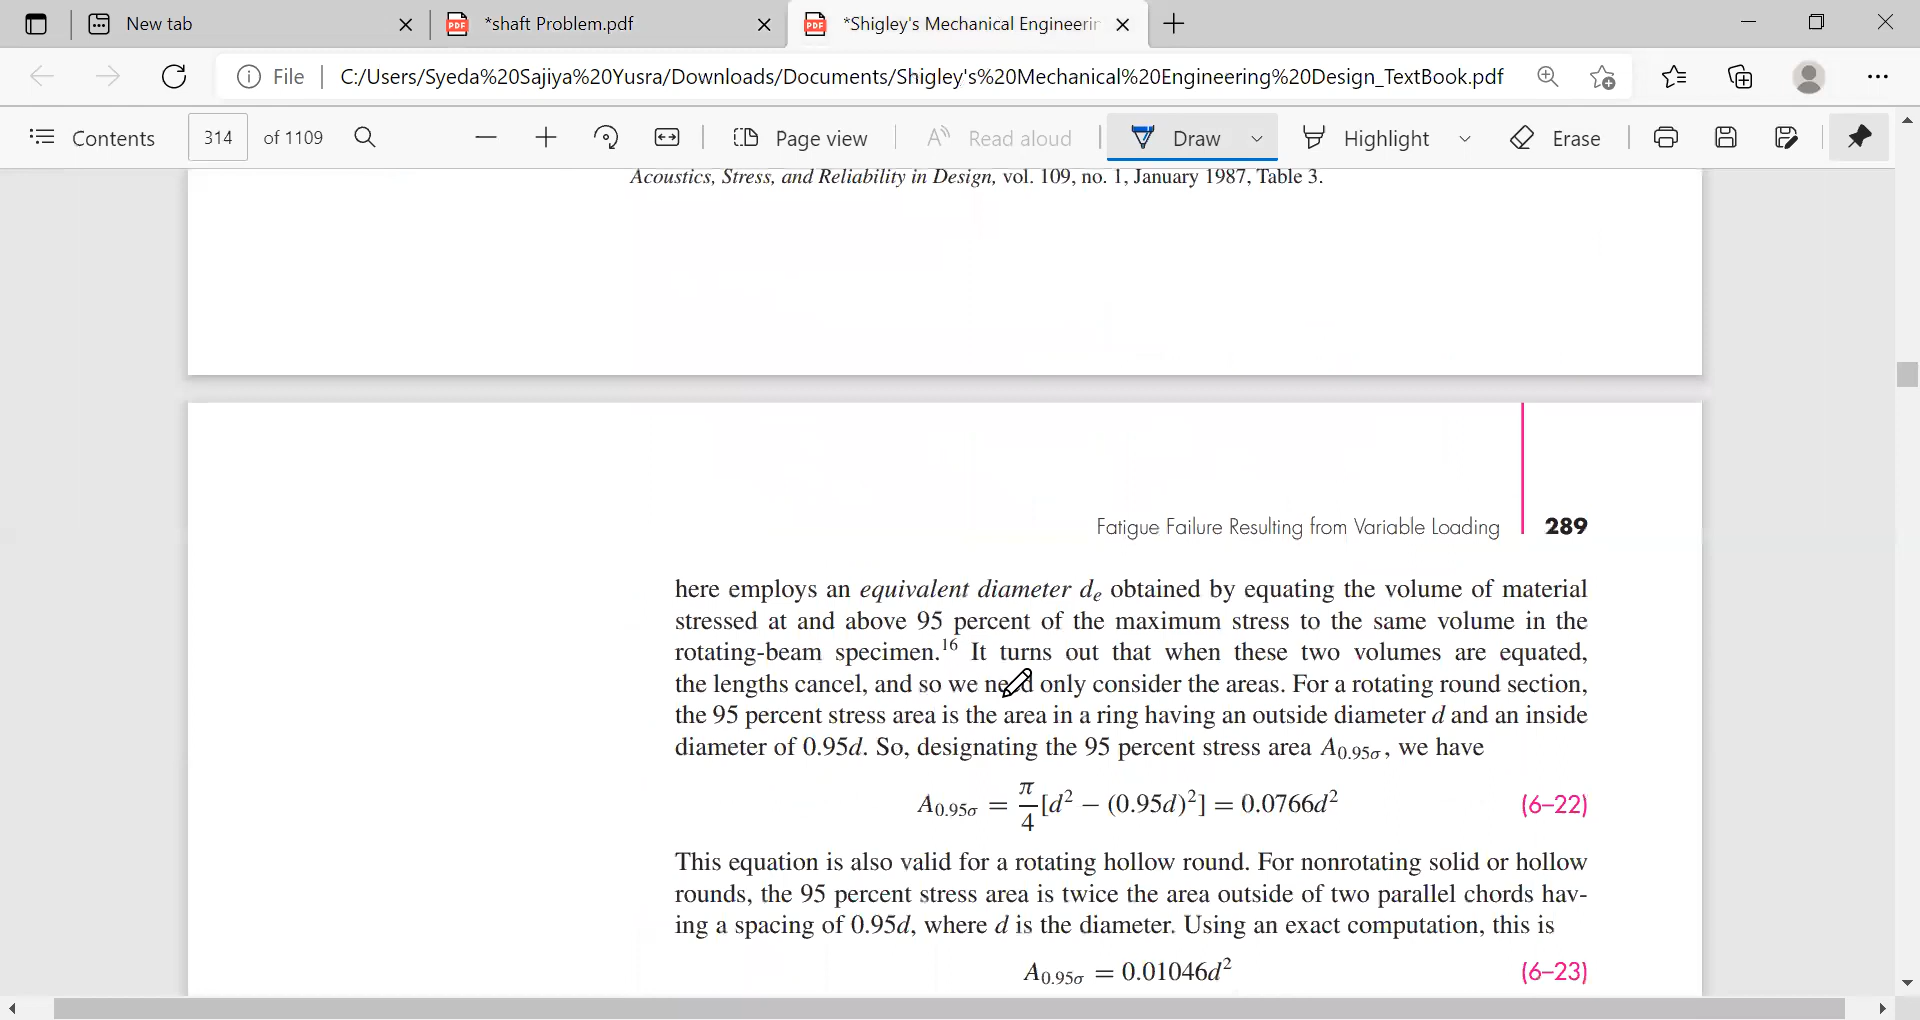 New tab
*shaft Problem.pdf
*Shigley's Mechanical Engineerin
File
C:/Users/Syeda%20Sajiya%20Yusra/Downloads/Documents/Shigley's%20Mechanical%20Engineering%20Design_TextBook.pdf
Contents
314 of 1109
Page view
Read aloud
Draw
Highlight
Erase
Acoustics, Stress, and Reliability in Design, vol. 109, no. 1, January 1987, Table 3.
Fatigue Failure Resulting from Variable Loading 289
here employs an equivalent diameter dₑ obtained by equating the volume of material
stressed at and above 95 percent of the maximum stress to the same volume in the
rotating-beam specimen.¹⁶ It turns out that when these two volumes are equated,
the lengths cancel, and so we need only consider the areas. For a rotating round section,
the 95 percent stress area is the area in a ring having an outside diameter d and an inside
diameter of 0.95d. So, designating the 95 percent stress area A0.95σ, we have
A0.95σ = π/4[d² − (0.95d)²] = 0.0766d² (6–22)
This equation is also valid for a rotating hollow round. For nonrotating solid or hollow
rounds, the 95 percent stress area is twice the area outside of two parallel chords hav-
ing a spacing of 0.95d, where d is the diameter. Using an exact computation, this is
A0.95σ = 0.01046d² (6–23)